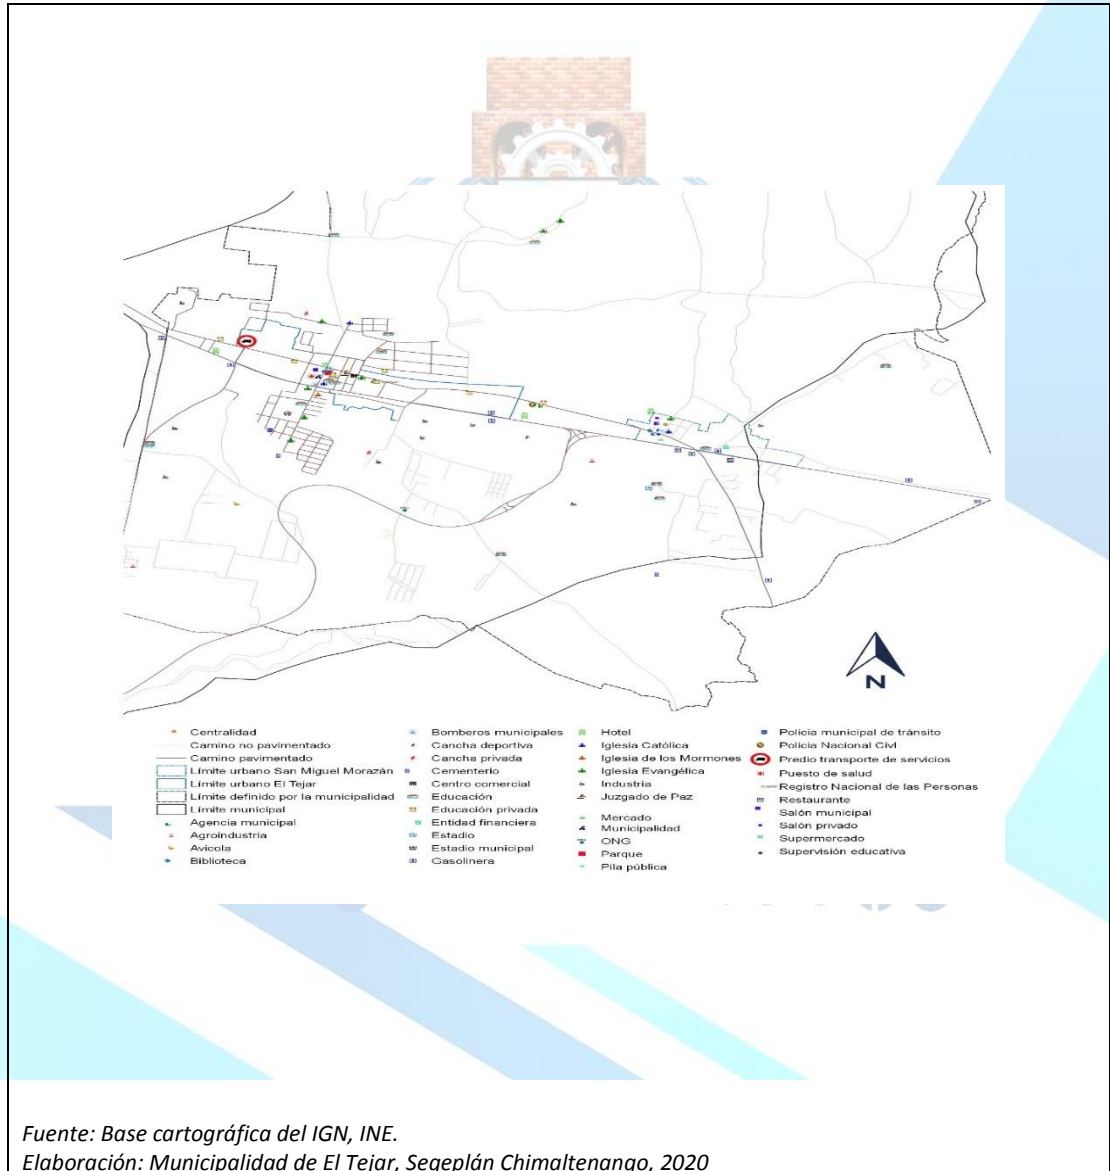 N
Centralidad
Camino no pavimentado
Camino pavimentado
Límite urbano San Miguel Morazán
Límite urbano El Tejar
Límite definido por la municipalidad
Límite municipal
Agencia municipal
Agroindustria
Avicola
Biblioteca
Bomberos municipales
Cancha deportiva
Cancha privada
Cementerio
Centro comercial
Educación
Educación privada
Entidad financiera
Estadio
Estadio municipal
Gasolinera
Hotel
Iglesia Católica
Iglesia de los Mormones
Iglesia Evangélica
Industria
Juzgado de Paz
Mercado
Municipalidad
ONG
Parque
Pila pública
Policia municipal de tránsito
Policia Nacional Civl
Predio transporte de servicios
Puesto de salud
Registro Nacional de las Personas
Restaurante
Salón municipal
Salón privado
Supermercado
Supervisión educativa
Fuente: Base cartográfica del IGN, INE.
Elaboración: Municipalidad de El Tejar, Segeplán Chimaltenango, 2020